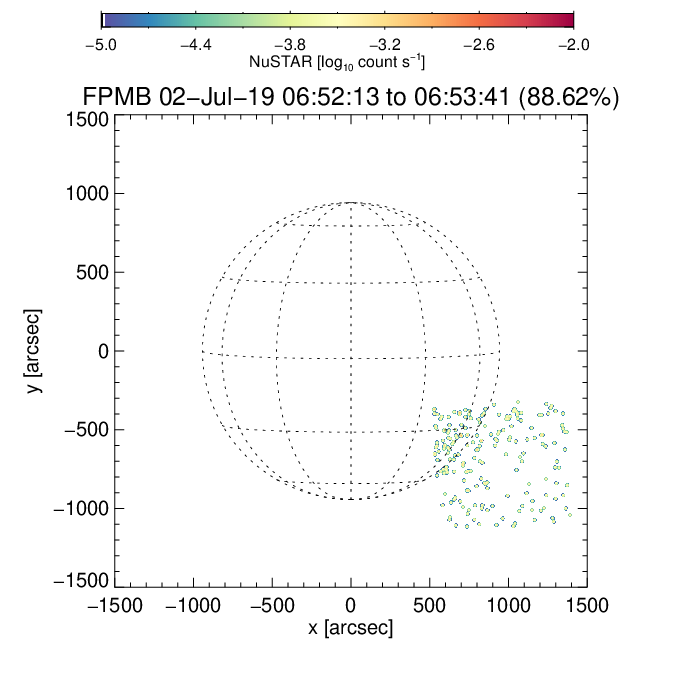 −5.0 −4.4 −3.8 −3.2 −2.6 −2.0
NuSTAR [log₁₀ count s⁻¹]
FPMB 02−Jul−19 06:52:13 to 06:53:41 (88.62%)
1500
1000
500
0
−500
−1000
−1500
y [arcsec]
−1500 −1000 −500 0 500 1000 1500
x [arcsec]